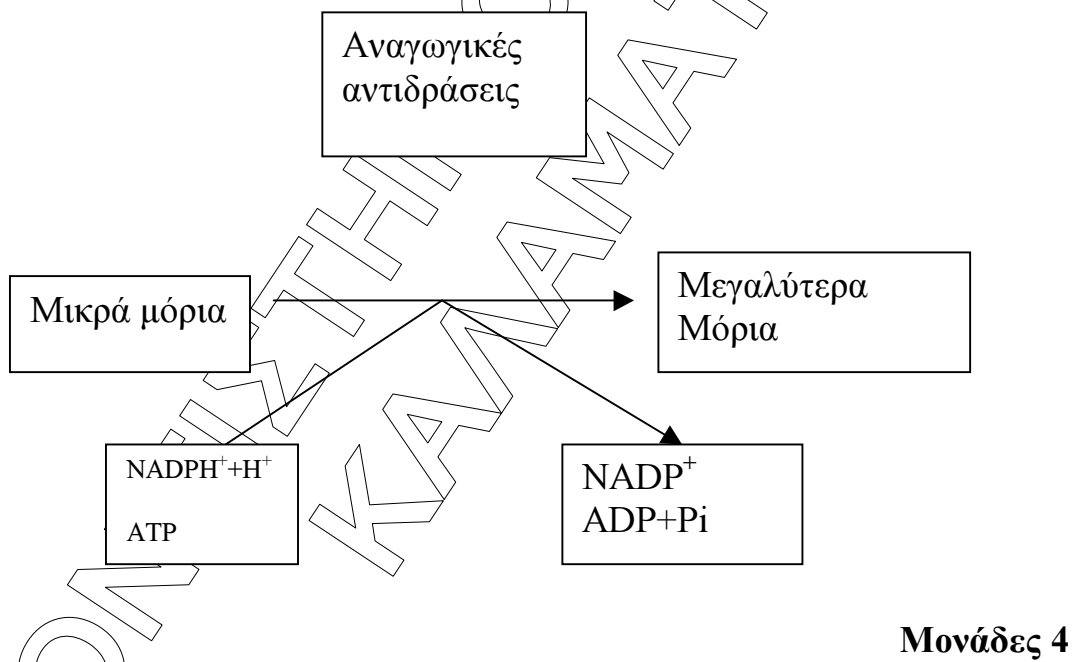 Αναγωγικές
αντιδράσεις
Μικρά μόρια
Μεγαλύτερα
Μόρια
NADPH⁺+H⁺
ATP
NADP⁺
ADP+Pi
Μονάδες 4